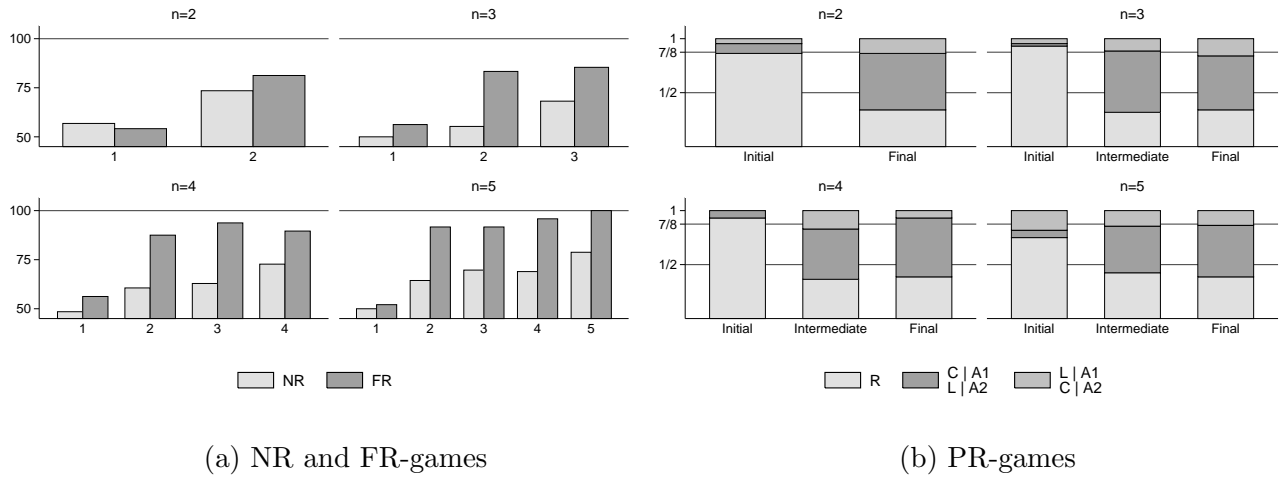 n=2
n=3
100
75
50
1 2
1 2 3
n=4
n=5
100
75
50
1 2 3 4
1 2 3 4 5
NR FR
(a) NR and FR-games
n=2
n=3
1
7/8
1/2
Initial Final
Initial Intermediate Final
n=4
n=5
1
7/8
1/2
Initial Intermediate Final
Initial Intermediate Final
R
C | A1
L | A2
L | A1
C | A2
(b) PR-games